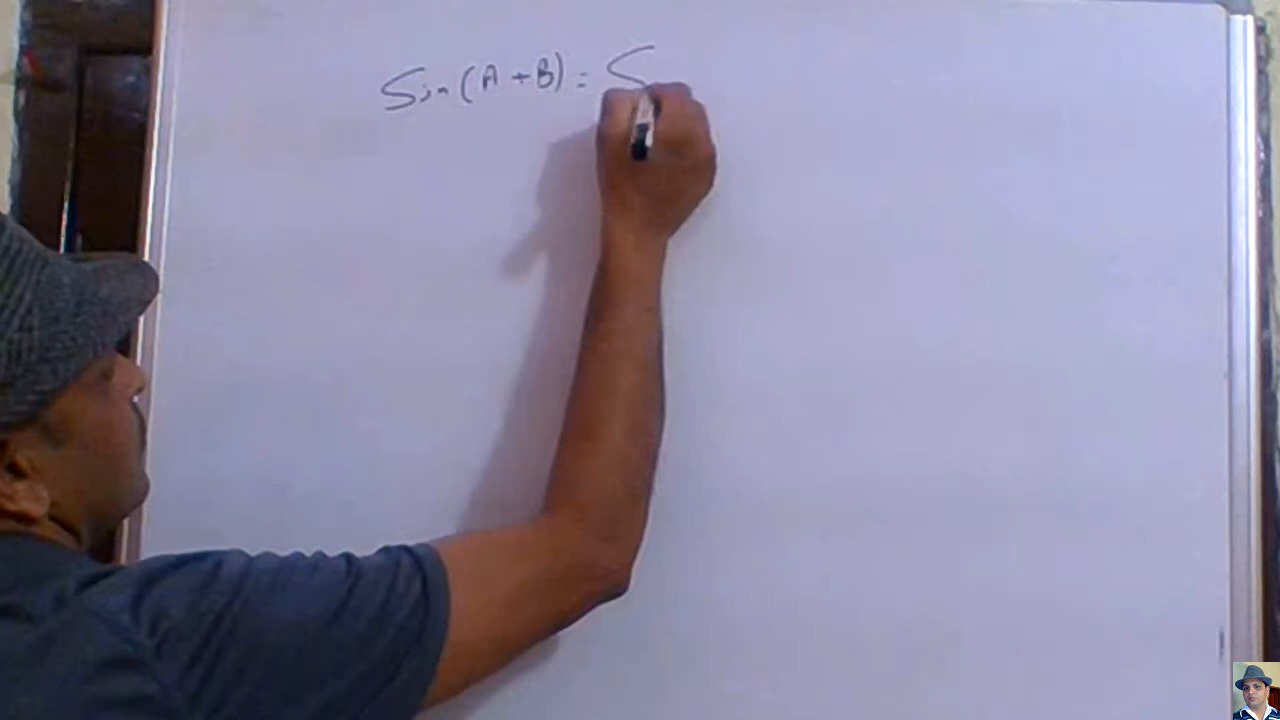 Sin(A+B) = S